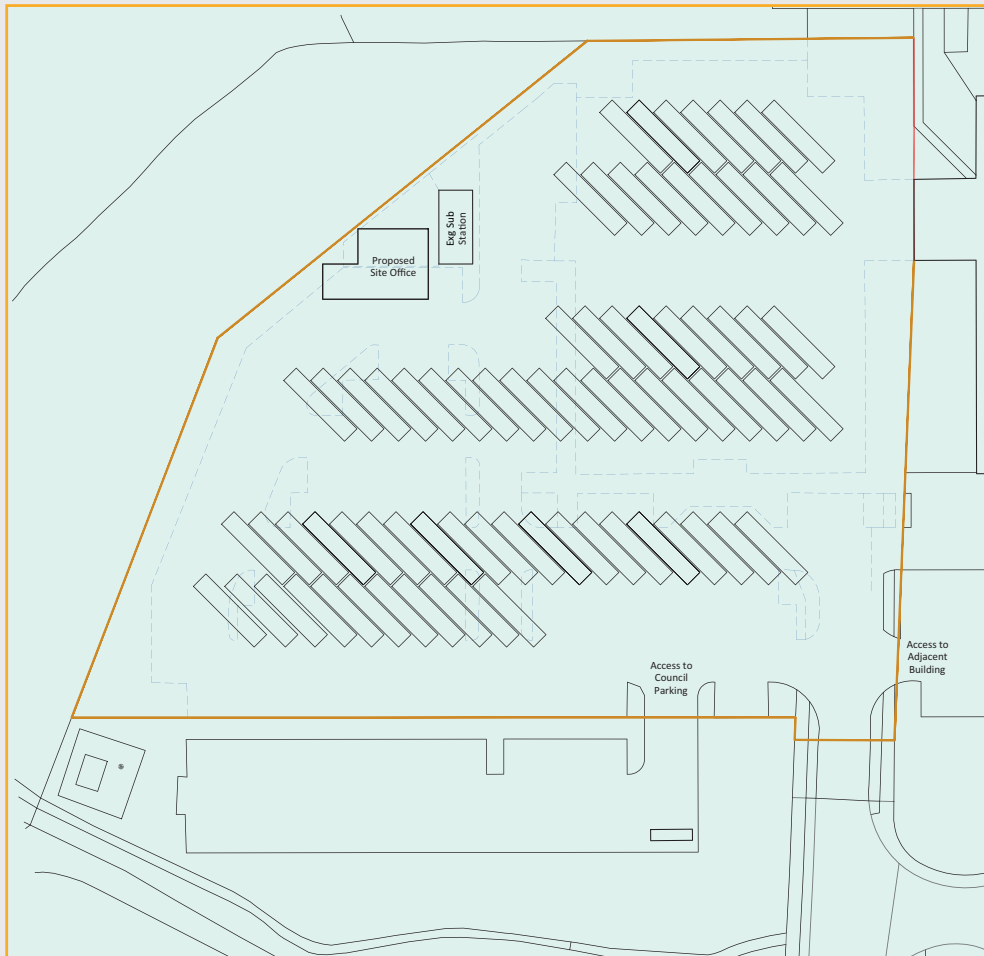 Exg Sub
Station
Proposed
Site Office
Access to
Council
Parking
Access to
Adjacent
Building